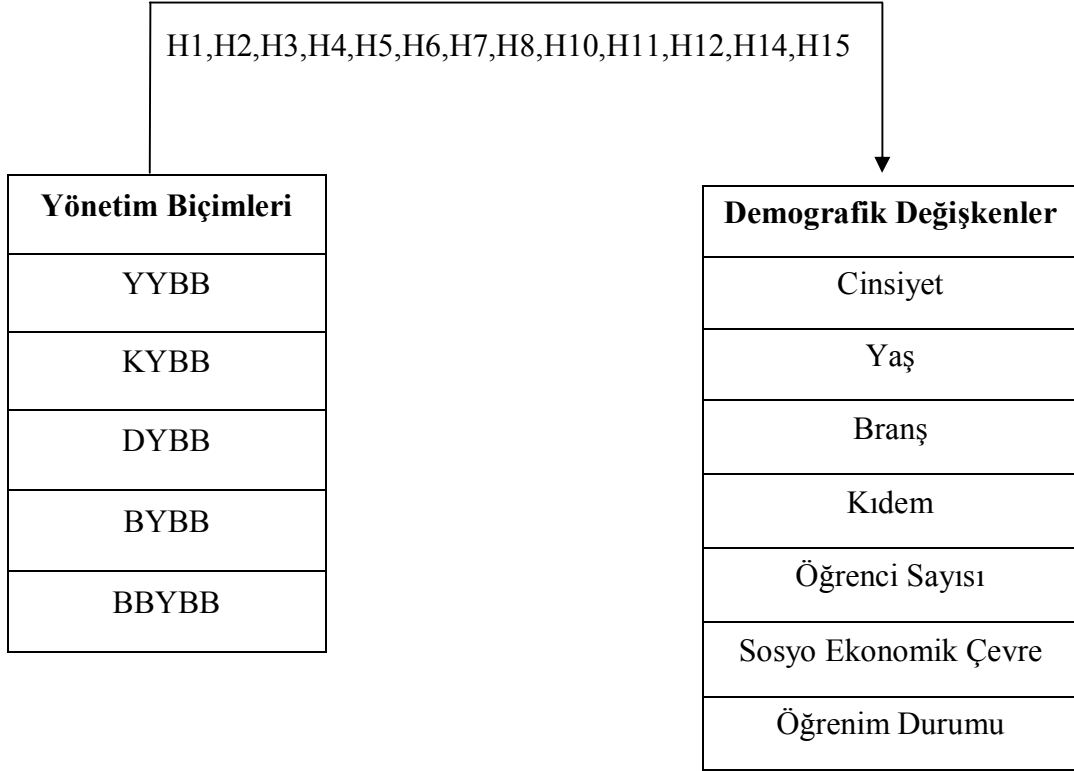 H1,H2,H3,H4,H5,H6,H7,H8,H10,H11,H12,H14,H15
Yönetim Biçimleri
YYBB
KYBB
DYBB
BYBB
BBYBB
Demografik Değişkenler
Cinsiyet
Yaş
Branş
Kıdem
Öğrenci Sayısı
Sosyo Ekonomik Çevre
Öğrenim Durumu